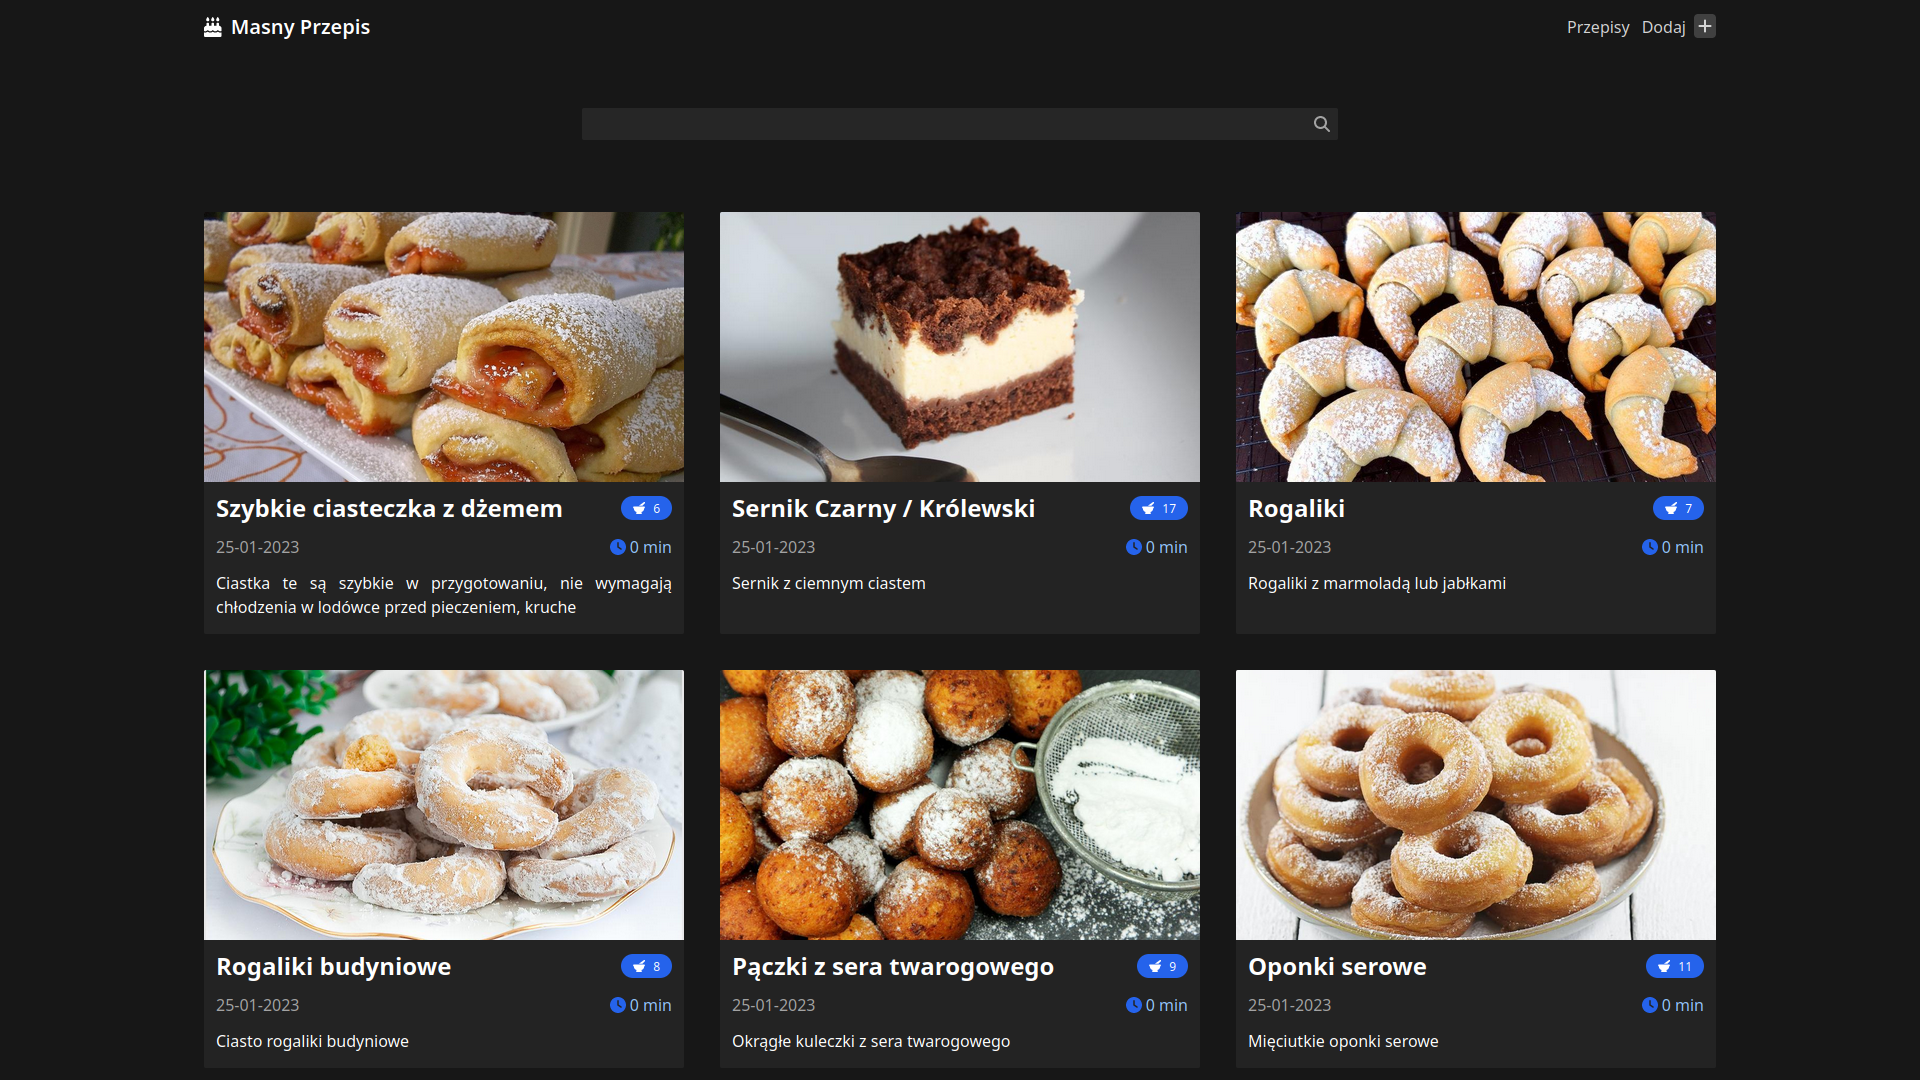 Masny Przepis
Przepisy Dodaj
Szybkie ciasteczka z dżemem 6
25-01-2023 0 min
Ciastka te są szybkie w przygotowaniu, nie wymagają
chłodzenia w lodówce przed pieczeniem, kruche
Sernik Czarny / Królewski 17
25-01-2023 0 min
Sernik z ciemnym ciastem
Rogaliki 7
25-01-2023 0 min
Rogaliki z marmoladą lub jabłkami
Rogaliki budyniowe 8
25-01-2023 0 min
Ciasto rogaliki budyniowe
Pączki z sera twarogowego 9
25-01-2023 0 min
Okrągłe kuleczki z sera twarogowego
Oponki serowe 11
25-01-2023 0 min
Mięciutkie oponki serowe